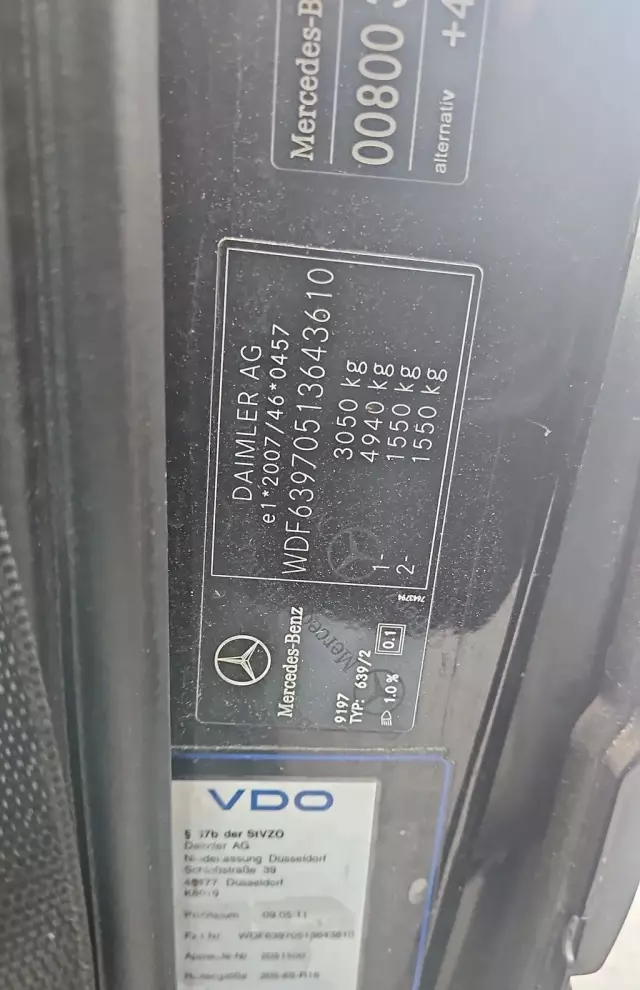 Mercedes-B
00800
alternativ +4
DAIMLER AG
e1*2007/46*0457
WDF63970513643610
3050 kg
4940 kg
1- 1550 kg
2- 1550 kg
7643794
Mercedes-Benz
9197
TYP: 639/2
1.0 %
0.1
VDO
§ 57b der StVZO
Daimler AG
Niederlassung Düsseldorf
Düsseldorf
09.05.11
WDF63970513643610